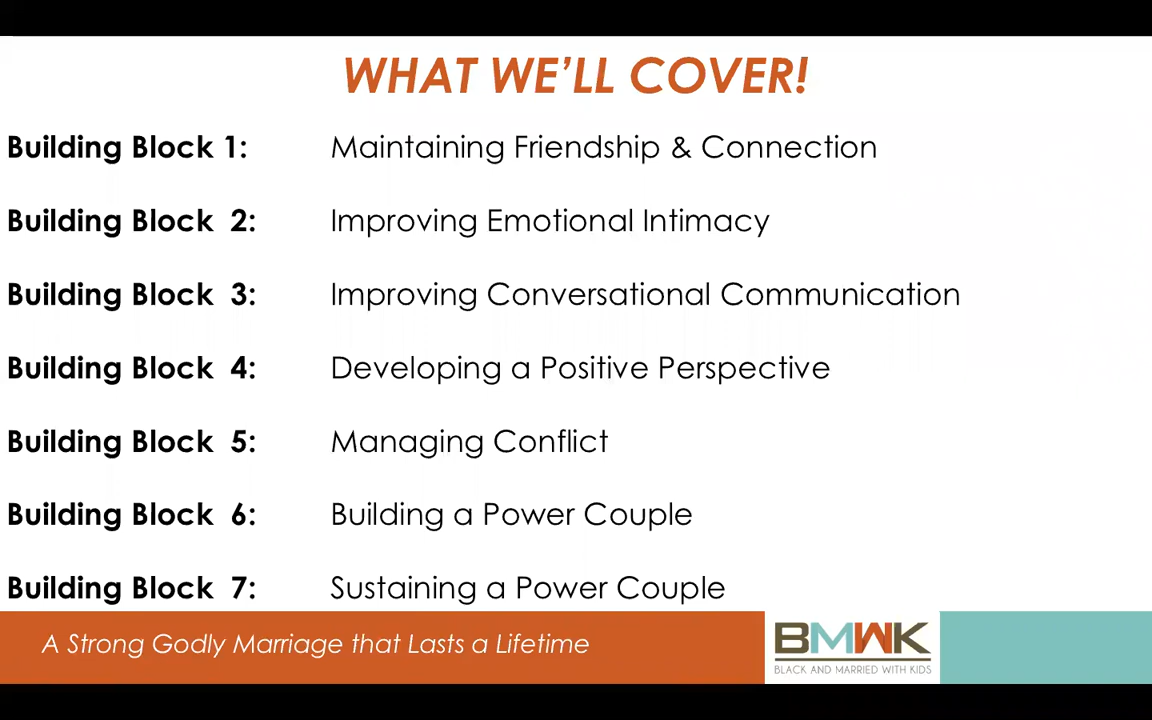 WHAT WE'LL COVER!
Building Block 1: Maintaining Friendship & Connection
Building Block 2: Improving Emotional Intimacy
Building Block 3: Improving Conversational Communication
Building Block 4: Developing a Positive Perspective
Building Block 5: Managing Conflict
Building Block 6: Building a Power Couple
Building Block 7: Sustaining a Power Couple
A Strong Godly Marriage that Lasts a Lifetime
BMWK
BLACK AND MARRIED WITH KIDS